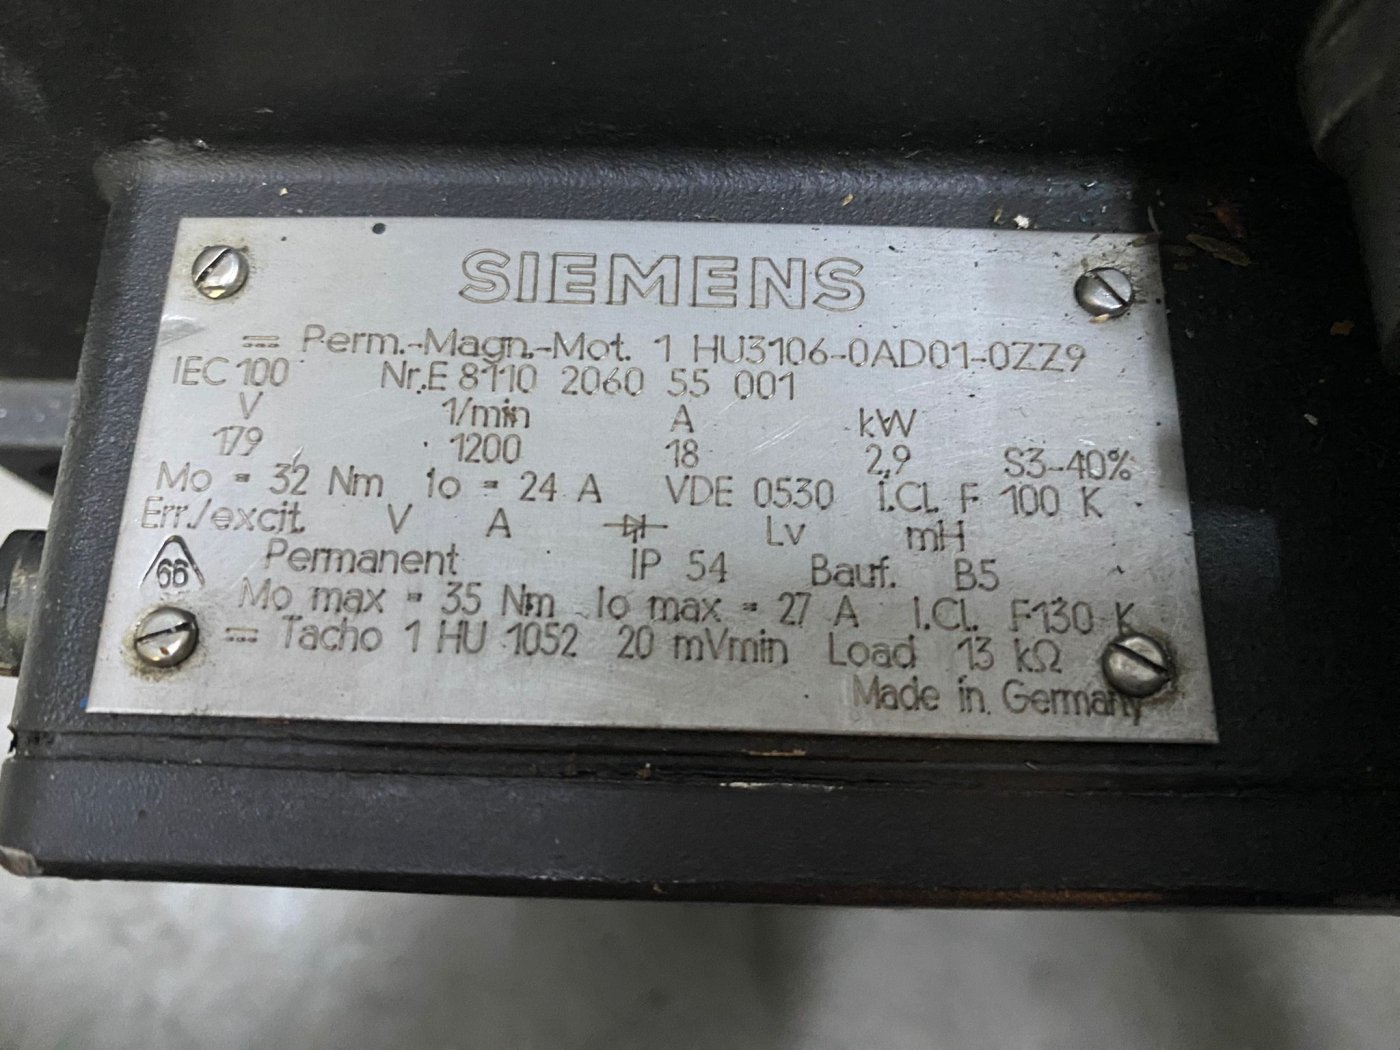 SIEMENS
⎓ Perm.-Magn.-Mot. 1 HU3106-0AD01-0ZZ9
IEC 100 Nr.E 8110 2060 55 001
V 1/min A kW
179 1200 18 2,9 S3-40%
Mo = 32 Nm Io = 24 A VDE 0530 I.Cl. F 100 K
Err./excit. V A Lv mH
66 Permanent IP 54 Bauf. B5
Mo max = 35 Nm Io max = 27 A I.Cl. F130 K
⎓ Tacho 1 HU 1052 20 mVmin Load 13 kΩ
Made in Germany